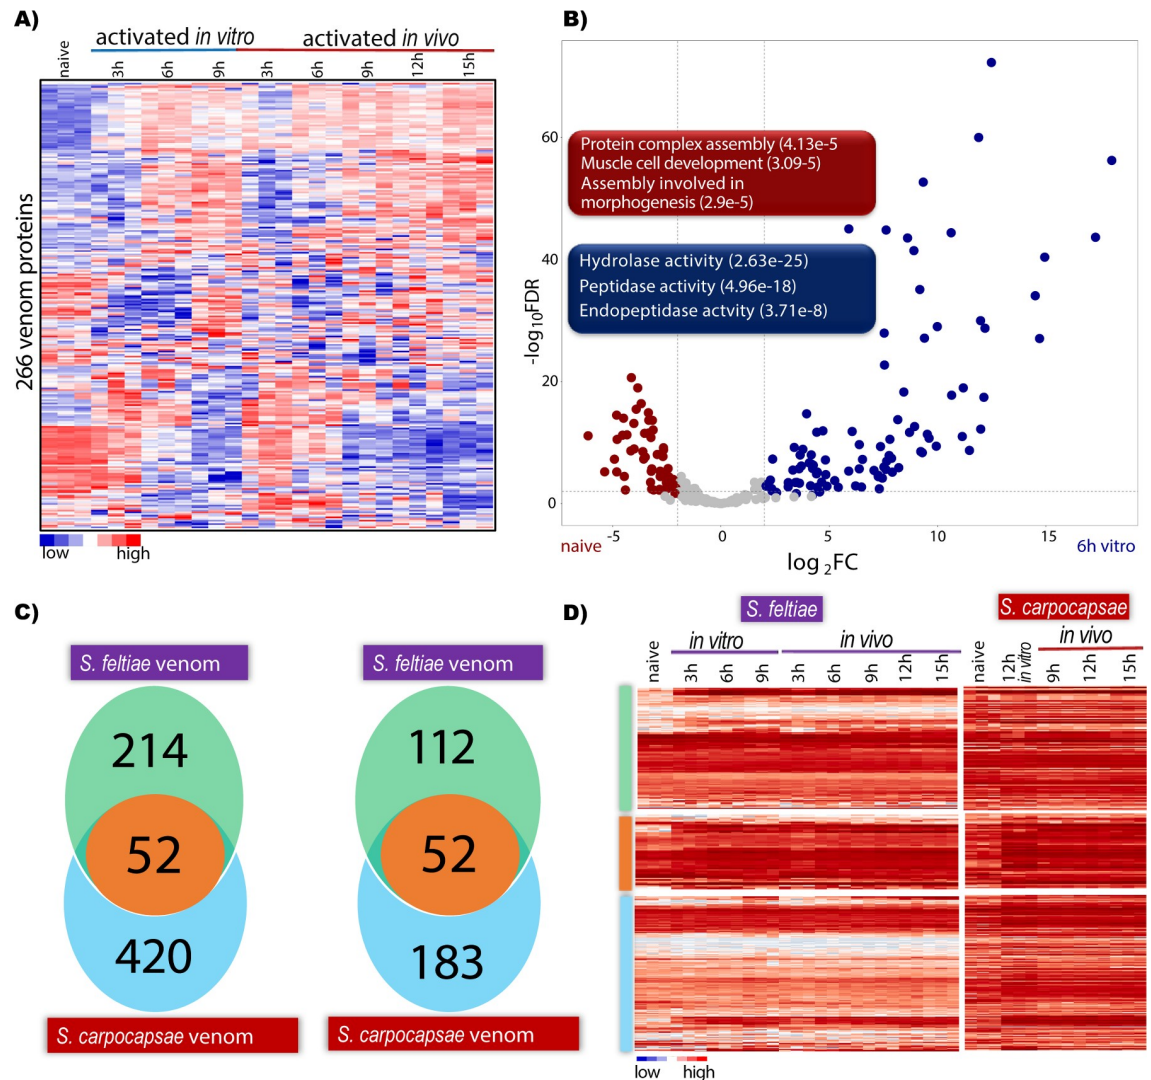 A)
activated in vitro
activated in vivo
naive
3h
6h
9h
3h
6h
9h
12h
15h
266 venom proteins
low
high
B)
60
40
20
0
-log10FDR
Protein complex assembly (4.13e-5
Muscle cell development (3.09-5)
Assembly involved in
morphogenesis (2.9e-5)
Hydrolase activity (2.63e-25)
Peptidase activity (4.96e-18)
Endopeptidase actvity (3.71e-8)
-5
0
5
10
15
naive
6h vitro
log 2FC
C)
S. feltiae venom
214
52
420
S. carpocapsae venom
S. feltiae venom
112
52
183
S. carpocapsae venom
D)
S. feltiae
S. carpocapsae
in vitro
in vivo
in vivo
naive
3h
6h
9h
3h
6h
9h
12h
15h
naive
12h
in vitro
9h
12h
15h
low
high